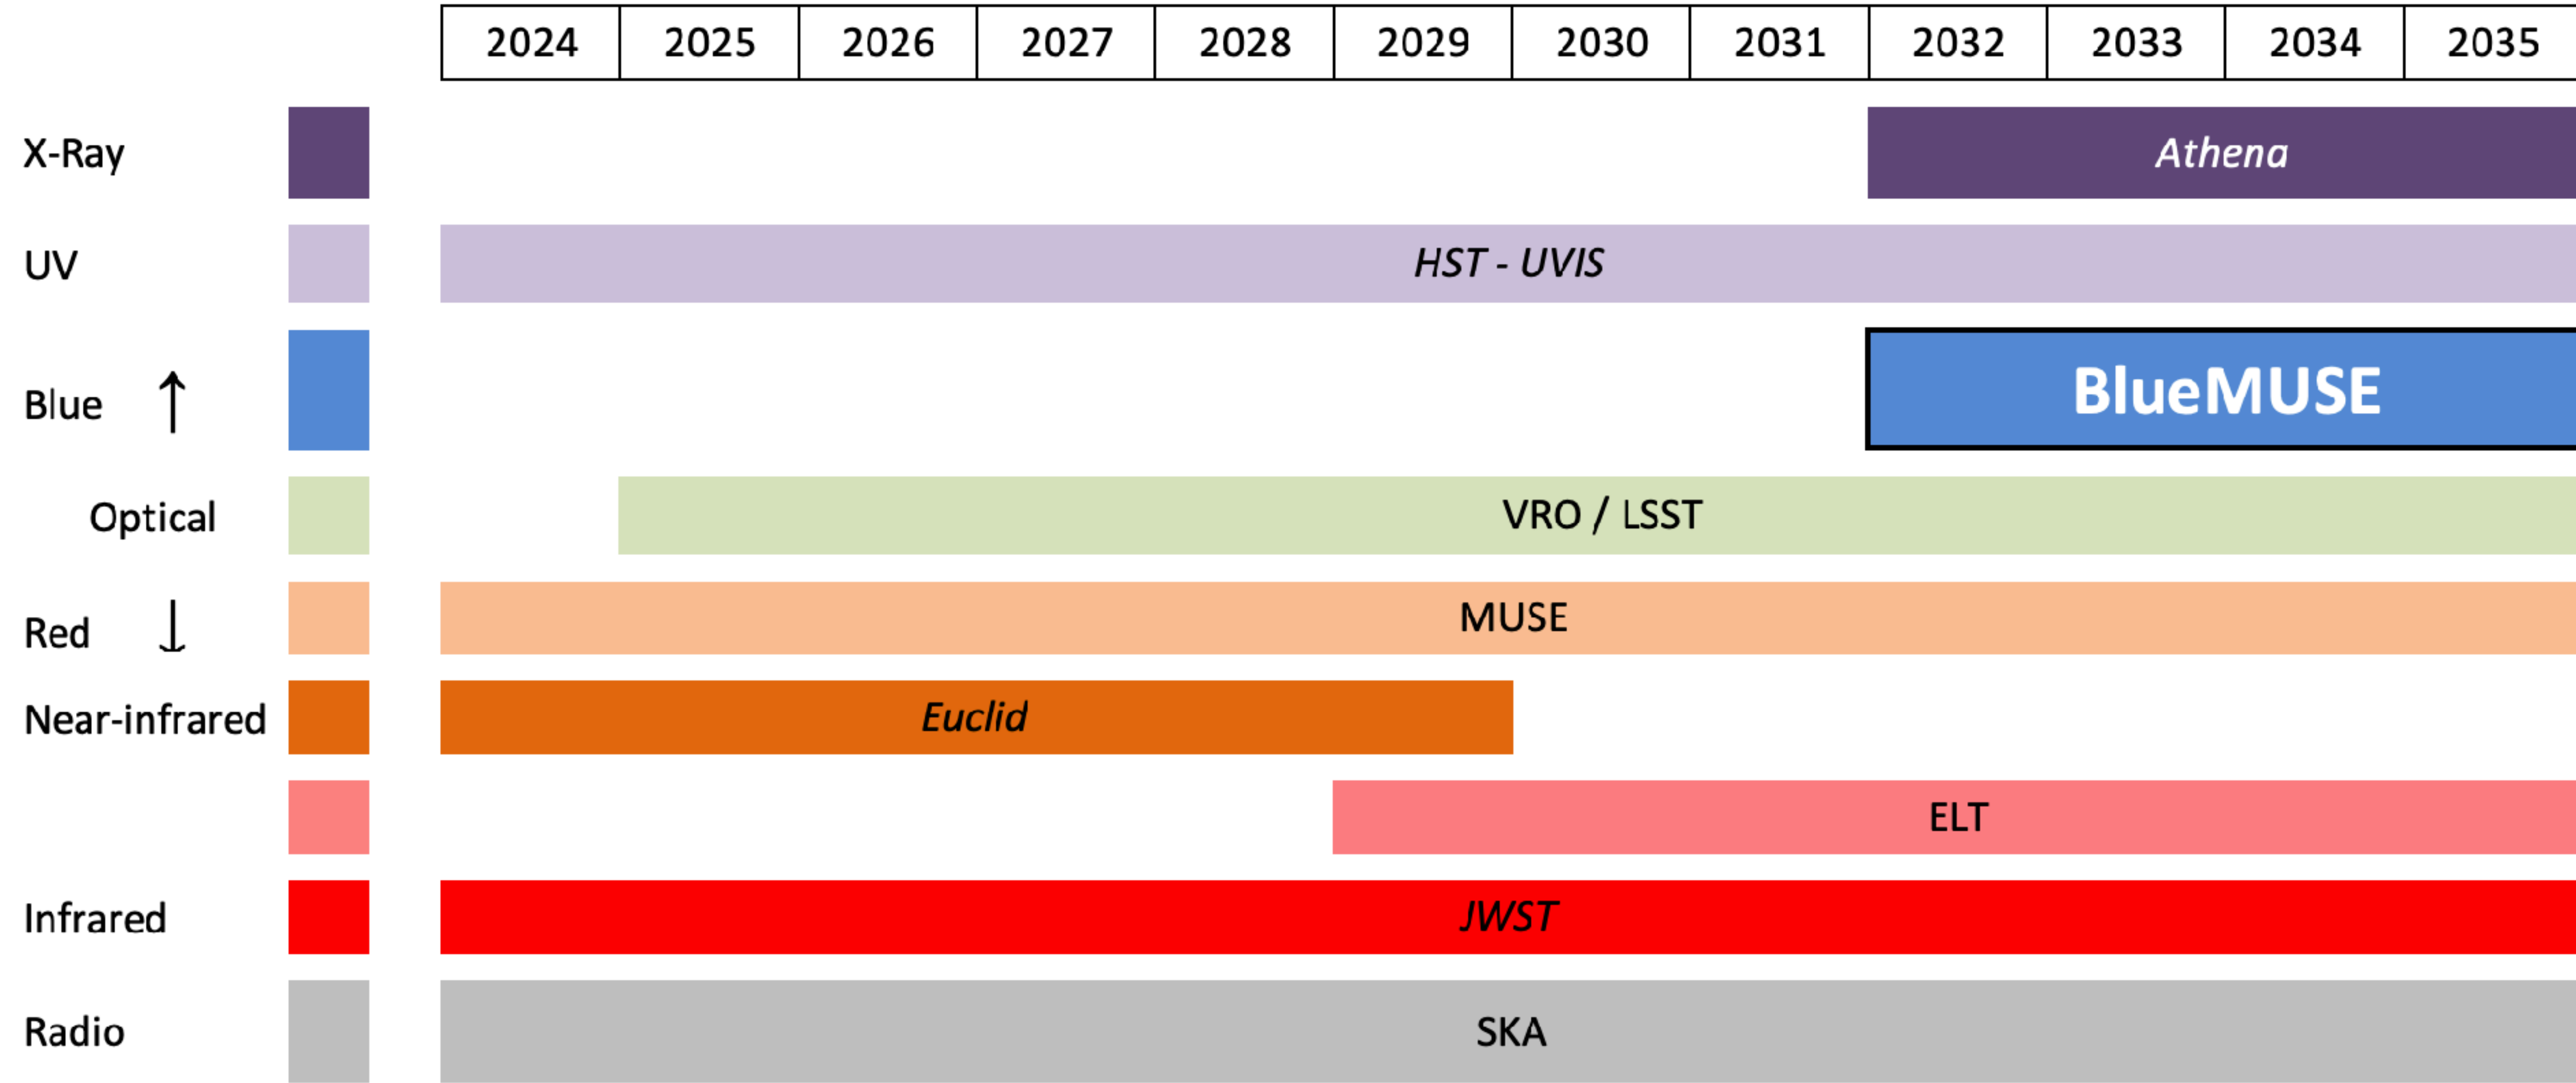 2024 2025 2026 2027 2028 2029 2030 2031 2032 2033 2034 2035
X-Ray Athena
UV HST - UVIS
Blue ↑ BlueMUSE
Optical VRO / LSST
Red ↓ MUSE
Near-infrared Euclid
ELT
Infrared JWST
Radio SKA